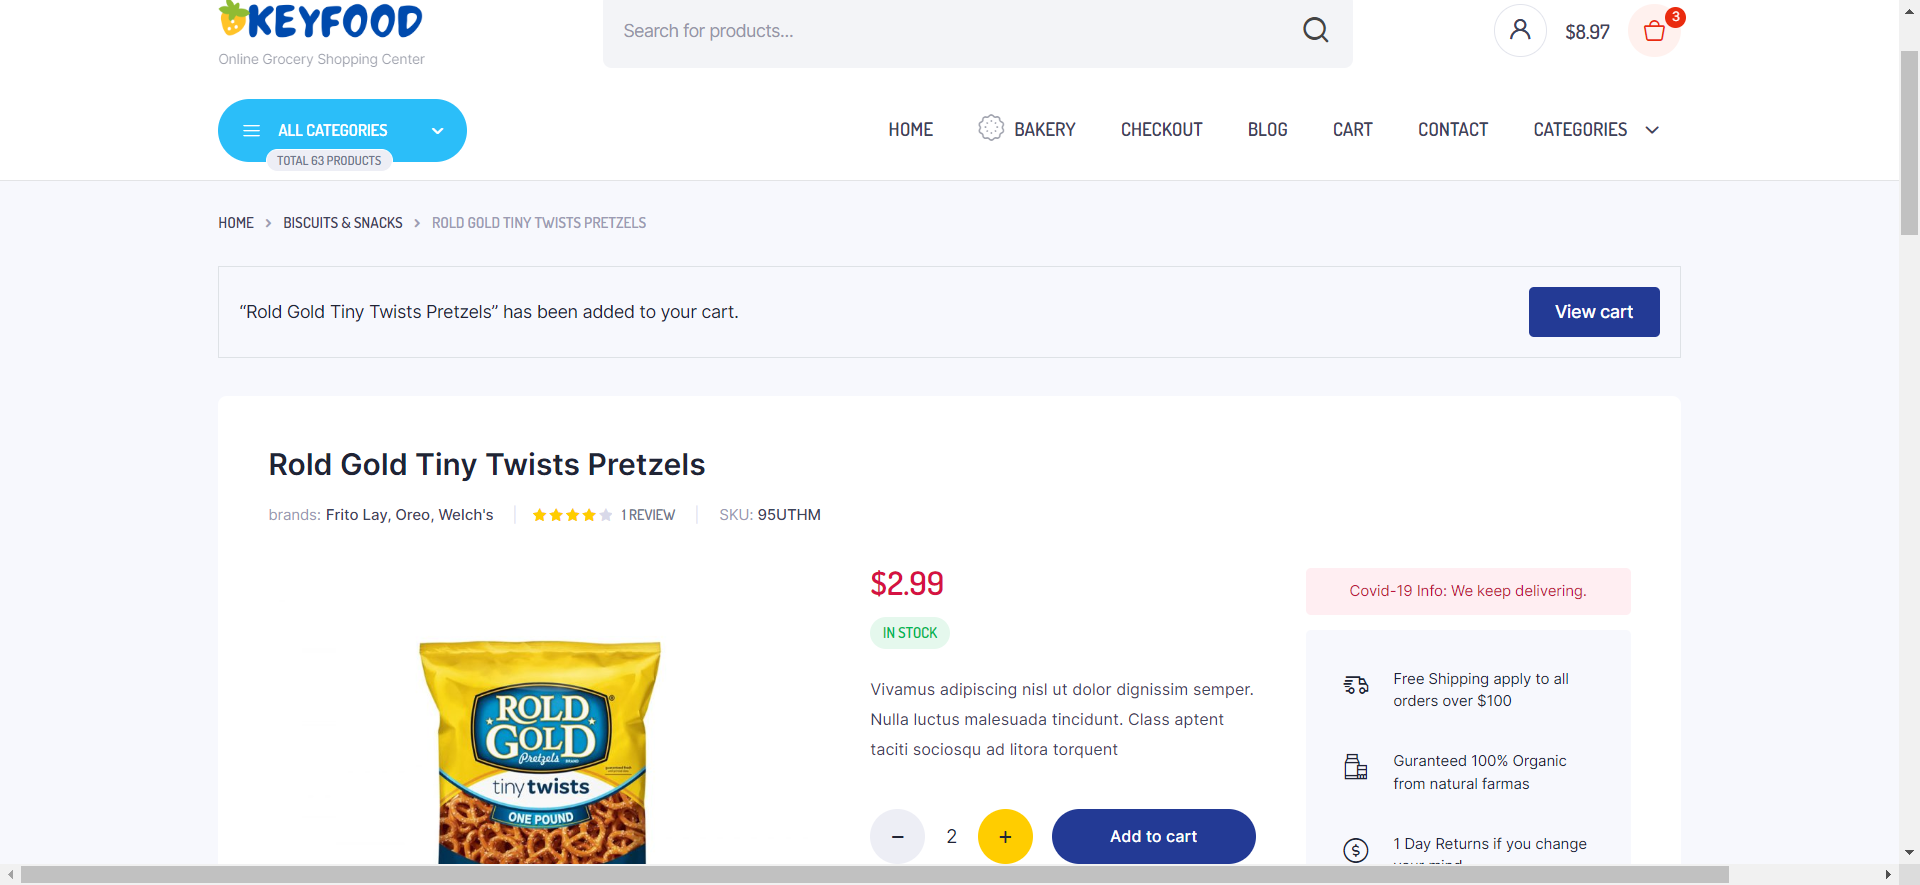 KEYFOOD
Online Grocery Shopping Center
Search for products...
$8.97
3
ALL CATEGORIES
TOTAL 63 PRODUCTS
HOME
BAKERY
CHECKOUT
BLOG
CART
CONTACT
CATEGORIES
HOME > BISCUITS & SNACKS > ROLD GOLD TINY TWISTS PRETZELS
“Rold Gold Tiny Twists Pretzels” has been added to your cart.
View cart
Rold Gold Tiny Twists Pretzels
brands: Frito Lay, Oreo, Welch's
1 REVIEW
SKU: 95UTHM
ROLD
GOLD
Pretzels
tiny twists
ONE POUND
$2.99
IN STOCK
Vivamus adipiscing nisl ut dolor dignissim semper.
Nulla luctus malesuada tincidunt. Class aptent
taciti sociosqu ad litora torquent
− 2 +
Add to cart
Covid-19 Info: We keep delivering.
Free Shipping apply to all
orders over $100
Guranteed 100% Organic
from natural farmas
1 Day Returns if you change